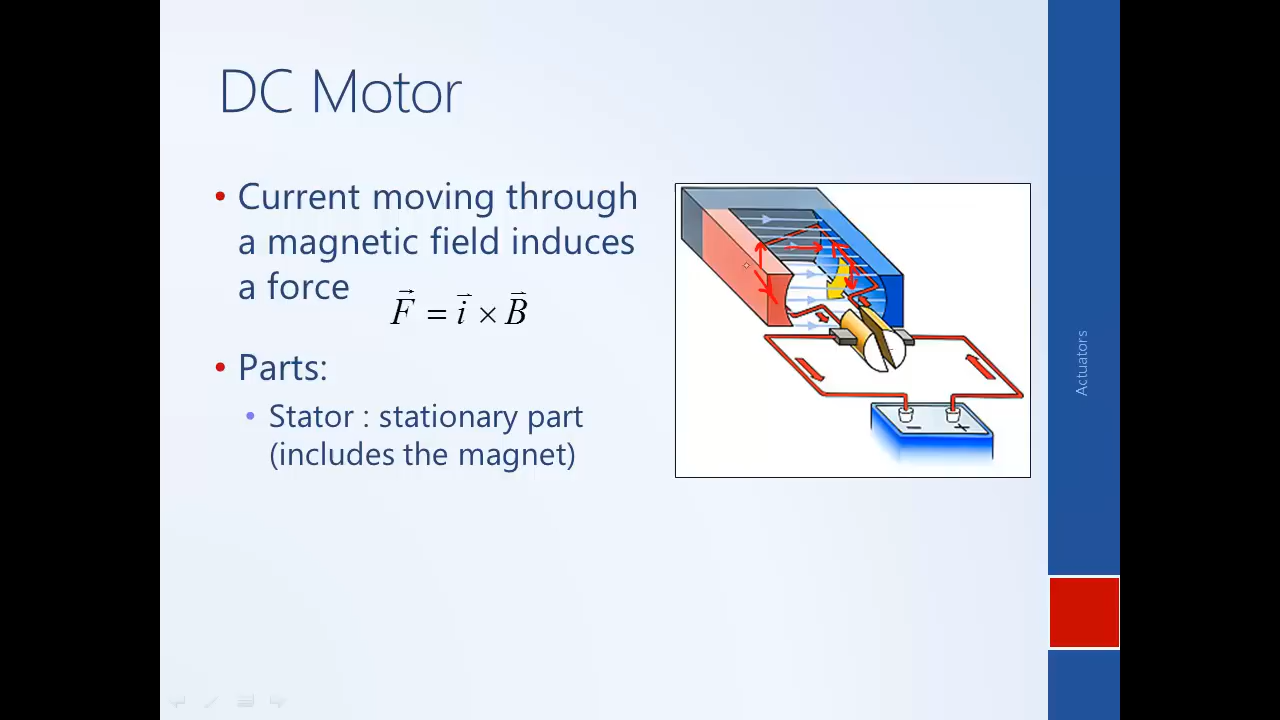 DC Motor
• Current moving through
a magnetic field induces
a force
F = i × B
• Parts:
• Stator : stationary part
(includes the magnet)
− +
Actuators